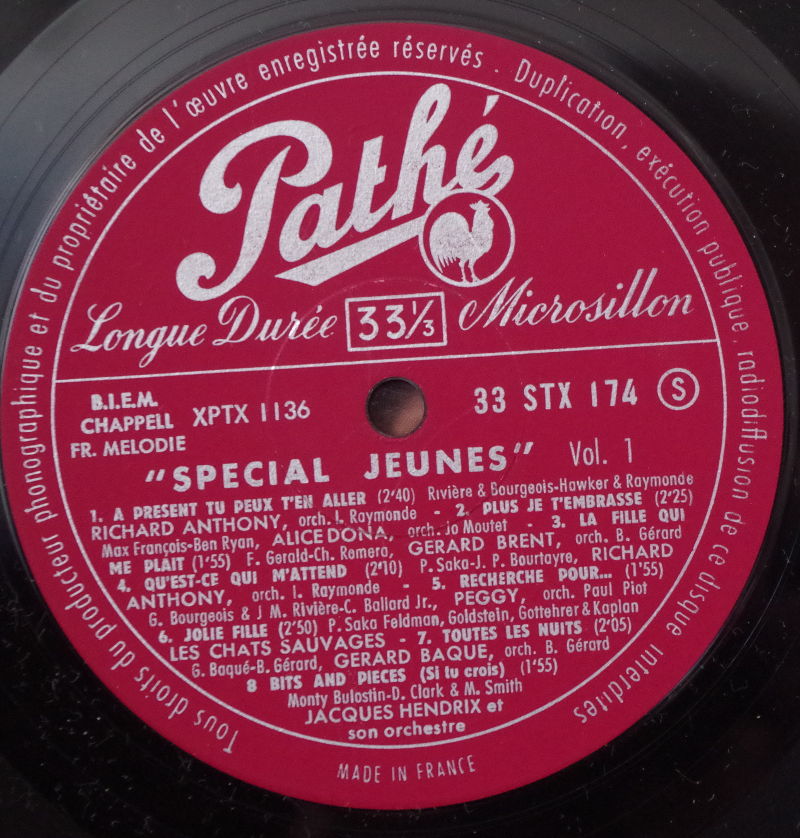 Tous droits du producteur phonographique et du propriétaire de l'œuvre enregistrée réservés . Duplication, exécution publique, radiodiffusion de ce disque interdites
Pathé
Longue Durée 33⅓ Microsillon
B.I.E.M.
CHAPPELL XPTX 1136 33 STX 174 S
FR. MELODIE
"SPECIAL JEUNES" Vol. 1
1. A PRESENT TU PEUX T'EN ALLER (2'40) Rivière & Bourgeois-Hawker & Raymonde
RICHARD ANTHONY, orch. I. Raymonde - 2. PLUS JE T'EMBRASSE (2'25)
Max François-Ben Ryan, ALICE DONA, orch. Jo Moutet - 3. LA FILLE QUI
ME PLAIT (1'55) F. Gerald-Ch. Romera, GERARD BRENT, orch. B. Gérard
4. QU'EST-CE QUI M'ATTEND (2'10) P. Saka-J. P. Bourtayre, RICHARD
ANTHONY, orch. I. Raymonde - 5. RECHERCHE POUR... (1'55)
G. Bourgeois & J M. Rivière-C. Ballard Jr., PEGGY, orch. Paul Piot
6. JOLIE FILLE (2'50) P. Saka Feldman, Goldstein, Gottehrer & Kaplan
LES CHATS SAUVAGES - 7. TOUTES LES NUITS (2'05)
G. Baqué-B. Gérard, GERARD BAQUE, orch. B. Gérard
8 BITS AND PIECES (Si tu crois) (1'55)
Monty Bulostin-D. Clark & M. Smith
JACQUES HENDRIX et
son orchestre
MADE IN FRANCE